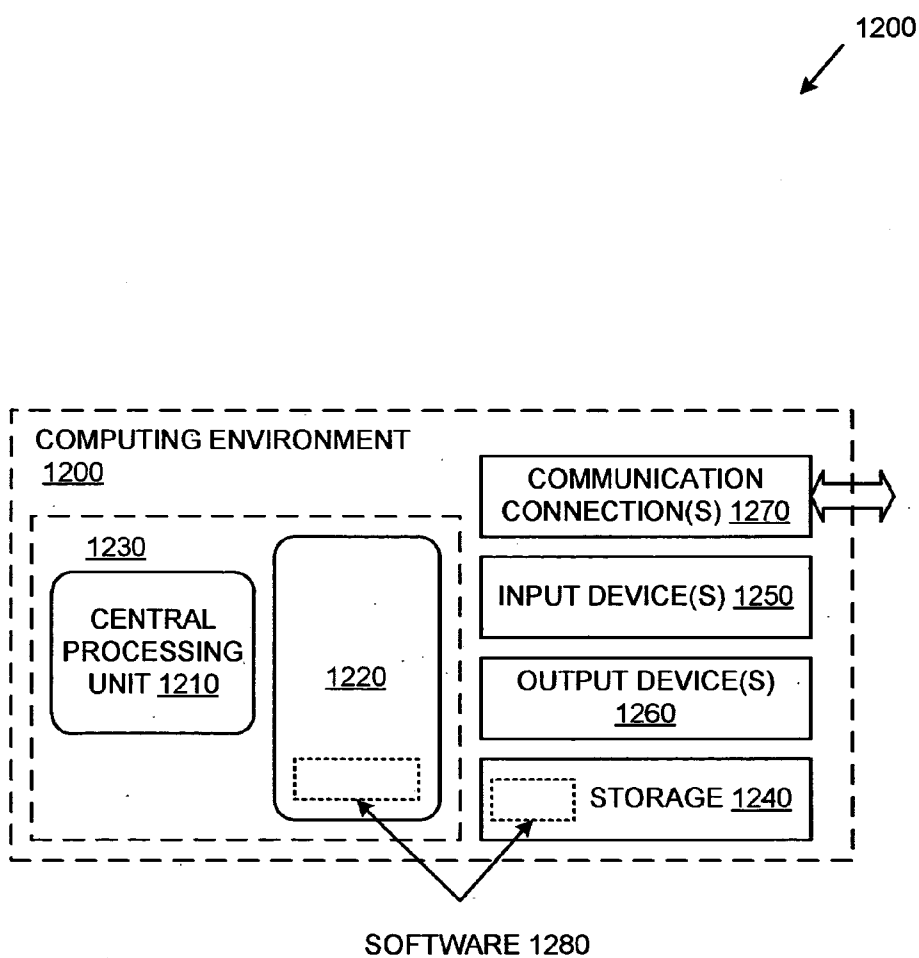 1200
COMPUTING ENVIRONMENT
1200
COMMUNICATION
CONNECTION(S) 1270
1230
CENTRAL
PROCESSING
UNIT 1210
1220
INPUT DEVICE(S) 1250
OUTPUT DEVICE(S)
1260
STORAGE 1240
SOFTWARE 1280